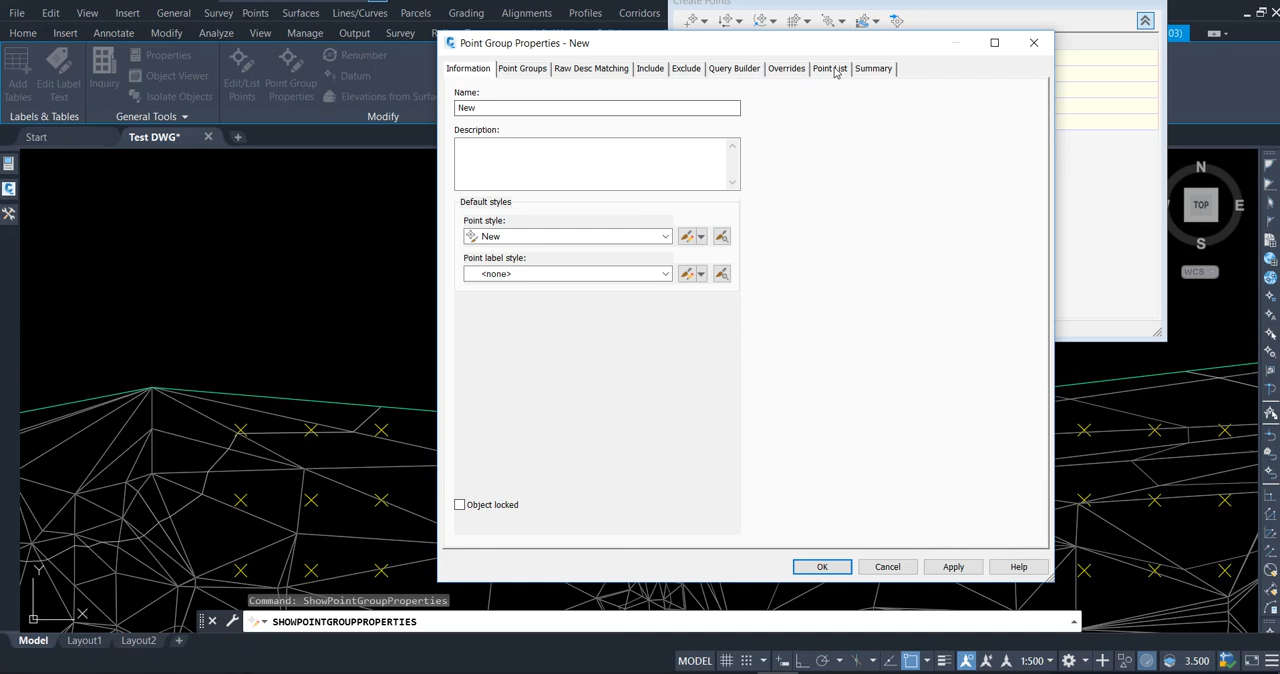 File Edit View Insert General Survey Points Surfaces Lines/Curves Parcels Grading Alignments Profiles Corridors
Create Points
Home Insert Annotate Modify Analyze View Manage Output Survey
03)
Point Group Properties - New
Add Tables
Edit Label Text
Inquiry
Properties
Object Viewer
Isolate Objects
Edit/List Points
Point Group Properties
Renumber
Datum
Elevations from Surf
Labels & Tables General Tools Modify
Start Test DWG*
Information Point Groups Raw Desc Matching Include Exclude Query Builder Overrides Point List Summary
Name:
New
Description:
Default styles
Point style:
New
Point label style:
<none>
Object locked
OK Cancel Apply Help
N
TOP
E
S
WCS
Y
X
Command: ShowPointGroupProperties
SHOWPOINTGROUPPROPERTIES
Model Layout1 Layout2
MODEL 1:500 3.500